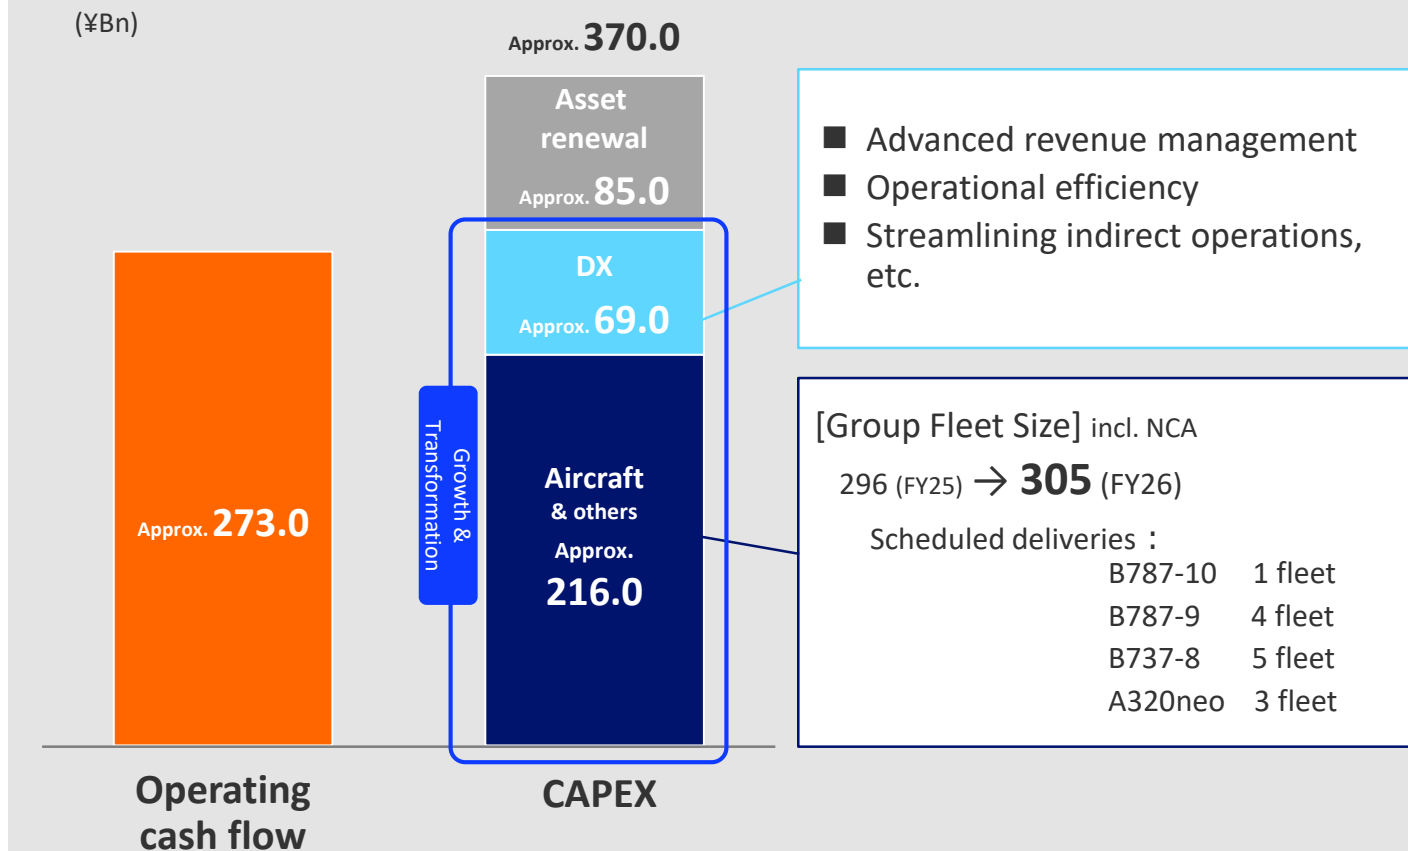 (¥Bn)
Approx. 370.0
Asset
renewal
Approx. 85.0
DX
Approx. 69.0
Aircraft
& others
Approx.
216.0
Growth &
Transformation
Approx. 273.0
Operating
cash flow
CAPEX
■ Advanced revenue management
■ Operational efficiency
■ Streamlining indirect operations,
etc.
[Group Fleet Size] incl. NCA
296 (FY25) → 305 (FY26)
Scheduled deliveries：
B787-10 1 fleet
B787-9 4 fleet
B737-8 5 fleet
A320neo 3 fleet